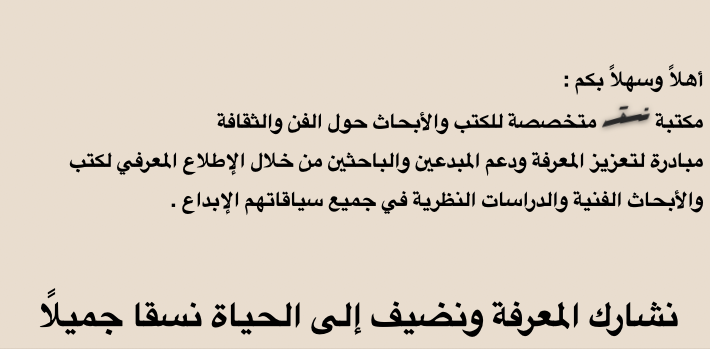 أهلاً وسهلاً بكم :
مكتبة متخصصة للكتب والأبحاث حول الفن والثقافة
مبادرة لتعزيز المعرفة ودعم المبدعين والباحثين من خلال الإطلاع المعرفي لكتب
والأبحاث الفنية والدراسات النظرية في جميع سياقاتهم الإبداع .
نشارك المعرفة ونضيف إلى الحياة نسقا جميلاً